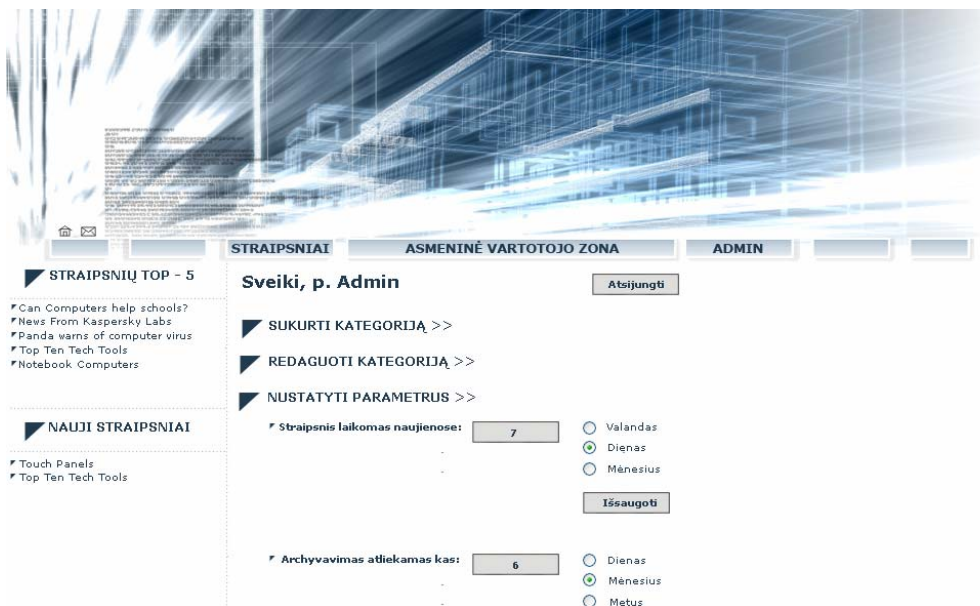 STRAIPSNIAI ASMENINĖ VARTOTOJO ZONA ADMIN
STRAIPSNIŲ TOP - 5
Can Computers help schools?
News From Kaspersky Labs
Panda warns of computer virus
Top Ten Tech Tools
Notebook Computers
NAUJI STRAIPSNIAI
Touch Panels
Top Ten Tech Tools
Sveiki, p. Admin Atsijungti
SUKURTI KATEGORIJĄ >>
REDAGUOTI KATEGORIJĄ >>
NUSTATYTI PARAMETRUS >>
Straipsnis laikomas naujienose: 7 Valandas
Dienas
Mėnesius
Išsaugoti
Archyvavimas atliekamas kas: 6 Dienas
Mėnesius
Metus